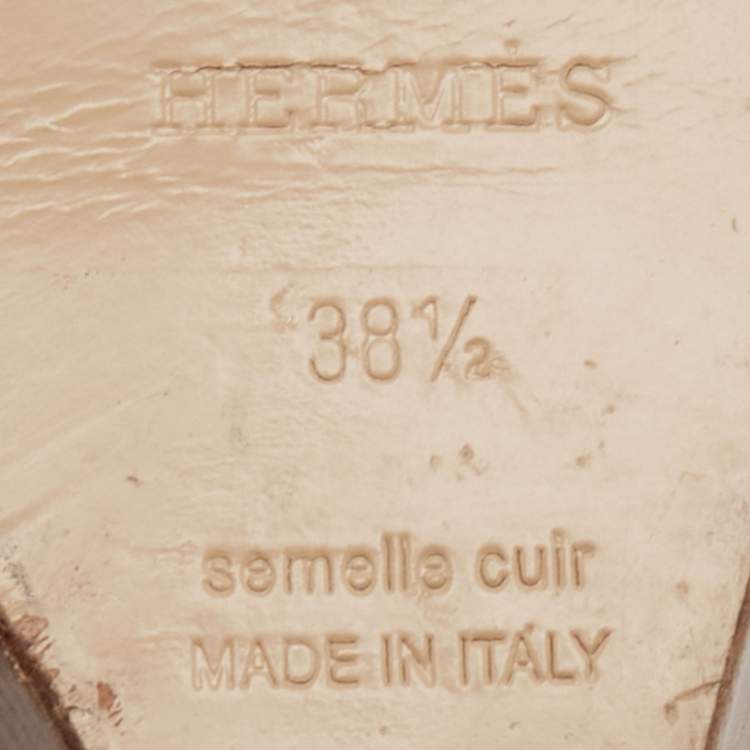 HERMÈS
38½
semelle cuir
MADE IN ITALY